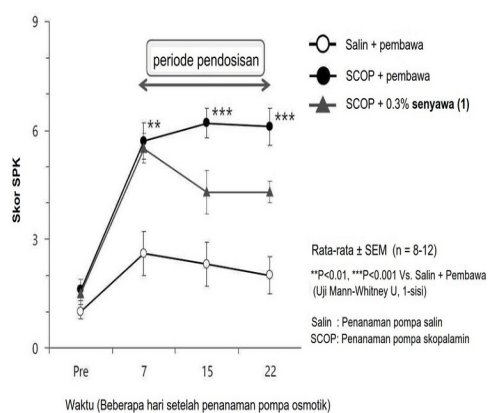 9
6
3
0
Skor SPK
periode pendosisan
**
***
***
Salin + pembawa
SCOP + pembawa
SCOP + 0.3% senyawa (1)
Rata-rata ± SEM (n = 8-12)
**P<0.01, ***P<0.001 Vs. Salin + Pembawa
(Uji Mann-Whitney U, 1-sisi)
Salin : Penanaman pompa salin
SCOP: Penanaman pompa skopalamin
Pre 7 15 22
Waktu (Beberapa hari setelah penanaman pompa osmotik)